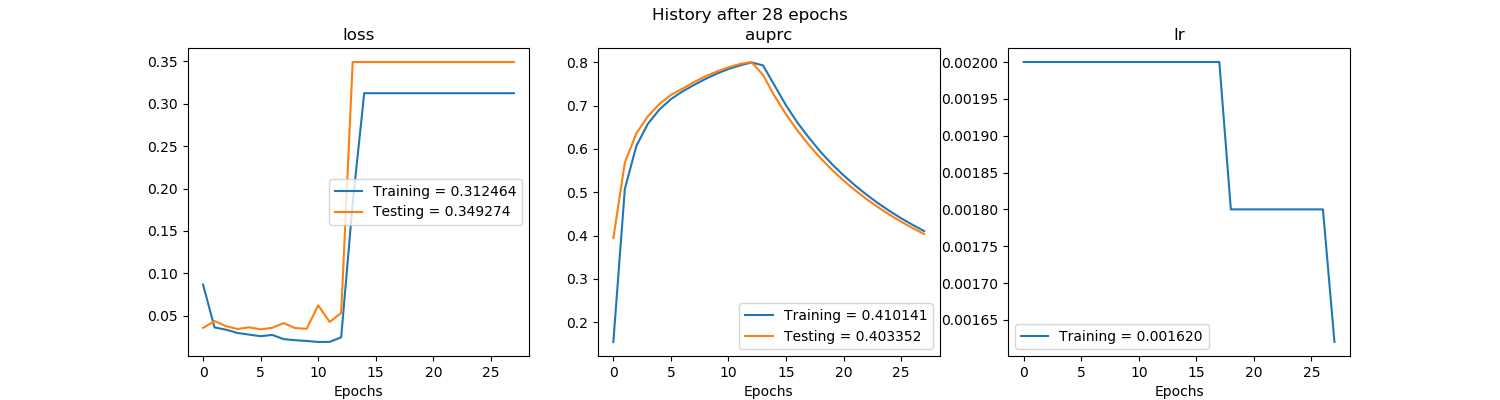 History after 28 epochs
loss
0.35
0.30
0.25
0.20
0.15
0.10
0.05
0 5 10 15 20 25
Epochs
Training = 0.312464
Testing = 0.349274
auprc
0.8
0.7
0.6
0.5
0.4
0.3
0.2
0 5 10 15 20 25
Epochs
Training = 0.410141
Testing = 0.403352
lr
0.00200
0.00195
0.00190
0.00185
0.00180
0.00175
0.00170
0.00165
0 5 10 15 20 25
Epochs
Training = 0.001620